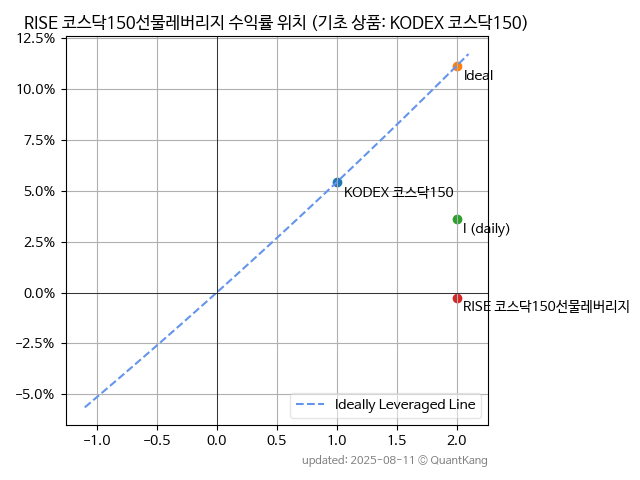 RISE 코스닥150선물레버리지 수익률 위치 (기초 상품: KODEX 코스닥150)
12.5%
10.0%
7.5%
5.0%
2.5%
0.0%
−2.5%
−5.0%
Ideal
KODEX 코스닥150
I (daily)
RISE 코스닥150선물레버리지
Ideally Leveraged Line
−1.0 −0.5 0.0 0.5 1.0 1.5 2.0
updated: 2025-08-11 © QuantKang